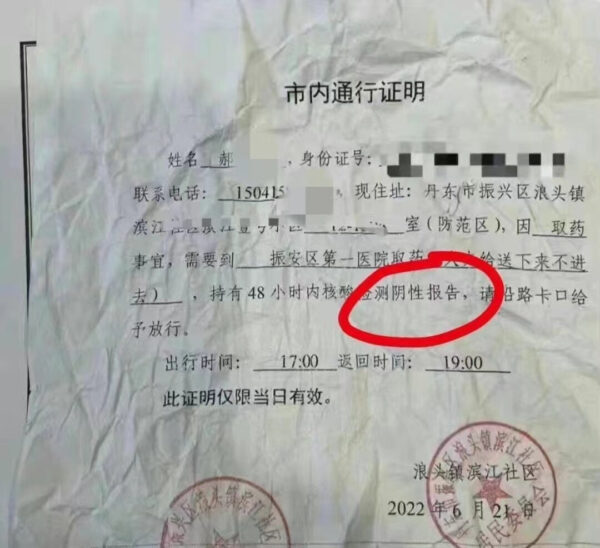 市内通行证明
姓名 郝 ，身份证号：
联系电话： 15041 ，现住址：丹东市振兴区浪头镇
滨江 室（防范区），因 取药
事宜，需要到 振安区第一医院取药 给送下来不进
去） ，持有48小时内核酸检测阴性报告，请沿路卡口给
予放行。
出行时间： 17:00 返回时间： 19:00
此证明仅限当日有效。
浪头镇滨江社区
2022年6月21日